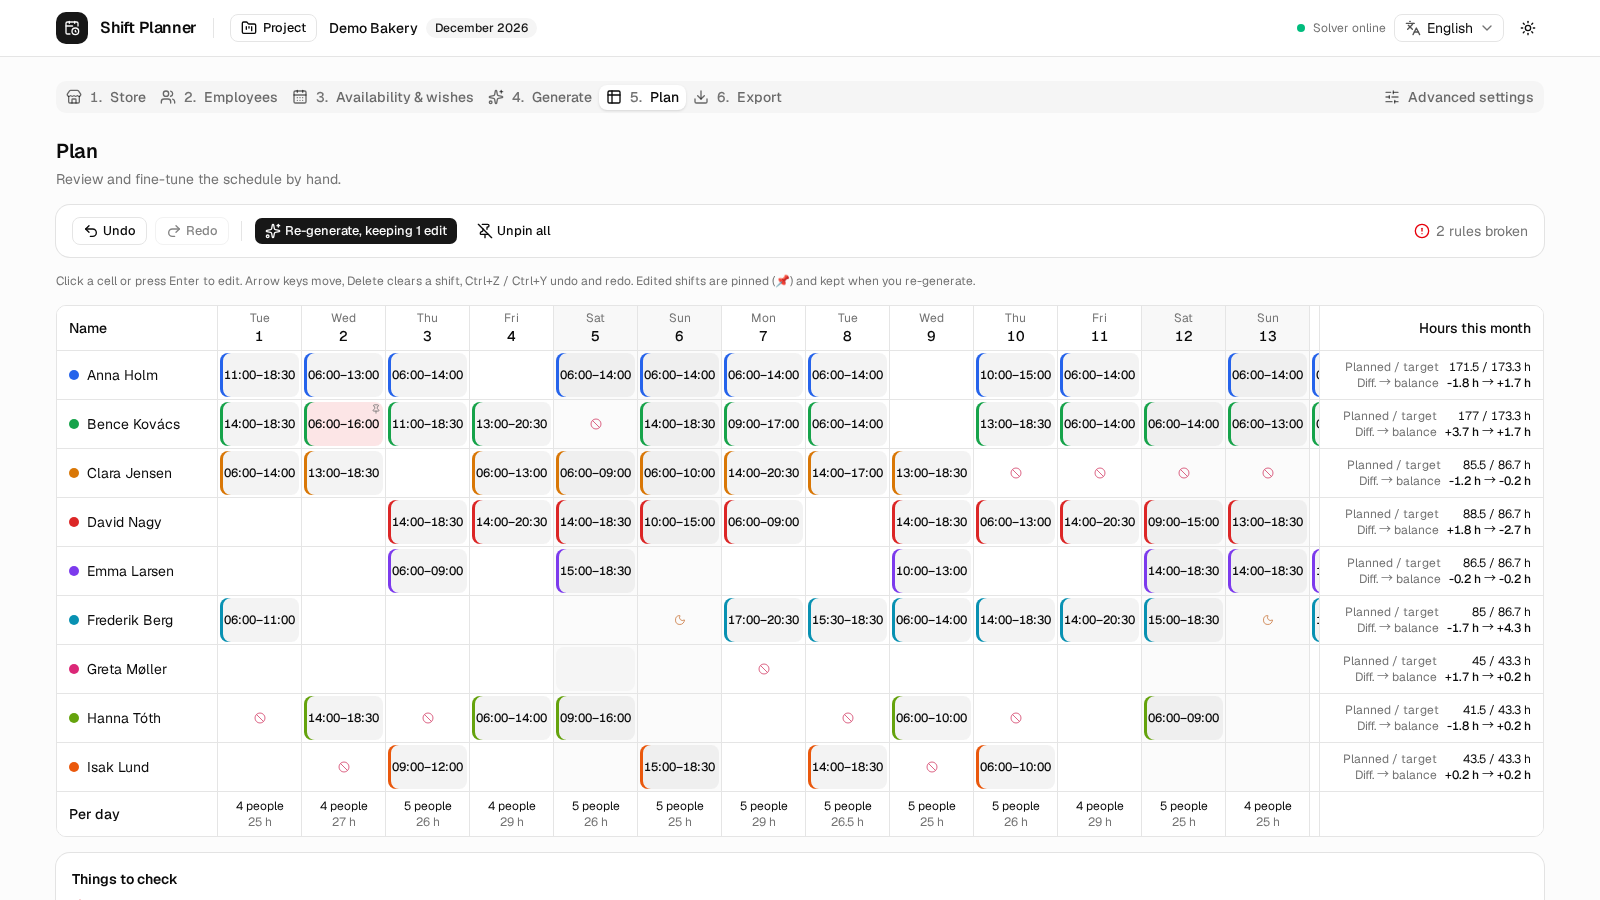 Shift Planner Project Demo Bakery December 2026 Solver online English
1. Store 2. Employees 3. Availability & wishes 4. Generate 5. Plan 6. Export Advanced settings
Plan
Review and fine-tune the schedule by hand.
Undo Redo Re-generate, keeping 1 edit Unpin all 2 rules broken
Click a cell or press Enter to edit. Arrow keys move, Delete clears a shift, Ctrl+Z / Ctrl+Y undo and redo. Edited shifts are pinned (📌) and kept when you re-generate.
Name Tue 1 Wed 2 Thu 3 Fri 4 Sat 5 Sun 6 Mon 7 Tue 8 Wed 9 Thu 10 Fri 11 Sat 12 Sun 13 Hours this month
Anna Holm 11:00–18:30 06:00–13:00 06:00–14:00 06:00–14:00 06:00–14:00 06:00–14:00 06:00–14:00 10:00–15:00 06:00–14:00 06:00–14:00 Planned / target 171.5 / 173.3 h
Diff. → balance -1.8 h → +1.7 h
Bence Kovács 14:00–18:30 06:00–16:00 11:00–18:30 13:00–20:30 14:00–18:30 09:00–17:00 06:00–14:00 13:00–18:30 06:00–14:00 06:00–14:00 06:00–13:00 Planned / target 177 / 173.3 h
Diff. → balance +3.7 h → +1.7 h
Clara Jensen 06:00–14:00 13:00–18:30 06:00–13:00 06:00–09:00 06:00–10:00 14:00–20:30 14:00–17:00 13:00–18:30 Planned / target 85.5 / 86.7 h
Diff. → balance -1.2 h → -0.2 h
David Nagy 14:00–18:30 14:00–20:30 14:00–18:30 10:00–15:00 06:00–09:00 14:00–18:30 06:00–13:00 14:00–20:30 09:00–15:00 13:00–18:30 Planned / target 88.5 / 86.7 h
Diff. → balance +1.8 h → -2.7 h
Emma Larsen 06:00–09:00 15:00–18:30 10:00–13:00 14:00–18:30 14:00–18:30 Planned / target 86.5 / 86.7 h
Diff. → balance -0.2 h → -0.2 h
Frederik Berg 06:00–11:00 17:00–20:30 15:30–18:30 06:00–14:00 14:00–18:30 14:00–20:30 15:00–18:30 Planned / target 85 / 86.7 h
Diff. → balance -1.7 h → +4.3 h
Greta Møller Planned / target 45 / 43.3 h
Diff. → balance +1.7 h → +0.2 h
Hanna Tóth 14:00–18:30 06:00–14:00 09:00–16:00 06:00–10:00 06:00–09:00 Planned / target 41.5 / 43.3 h
Diff. → balance -1.8 h → +0.2 h
Isak Lund 09:00–12:00 15:00–18:30 14:00–18:30 06:00–10:00 Planned / target 43.5 / 43.3 h
Diff. → balance +0.2 h → +0.2 h
Per day 4 people 4 people 5 people 4 people 5 people 5 people 5 people 5 people 5 people 5 people 4 people 5 people 4 people
25 h 27 h 26 h 29 h 26 h 25 h 29 h 26.5 h 25 h 26 h 29 h 25 h 25 h
Things to check